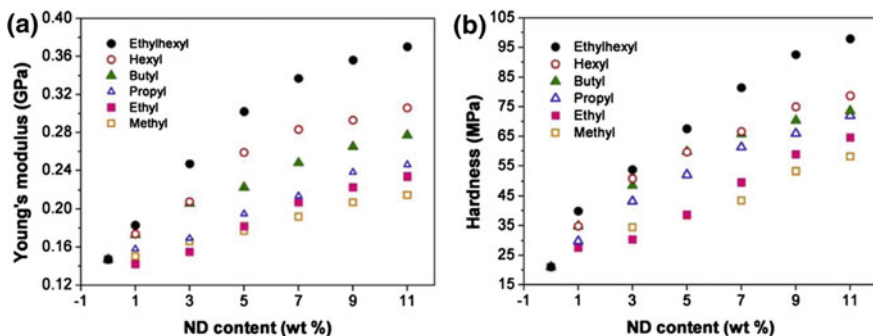 (a)
0.40
0.36
0.32
0.28
0.24
0.20
0.16
0.12
Young's modulus (GPa)
Ethylhexyl
Hexyl
Butyl
Propyl
Ethyl
Methyl
-1 1 3 5 7 9 11
ND content (wt %)
(b)
105
95
85
75
65
55
45
35
25
15
Hardness (MPa)
Ethylhexyl
Hexyl
Butyl
Propyl
Ethyl
Methyl
-1 1 3 5 7 9 11
ND content (wt %)